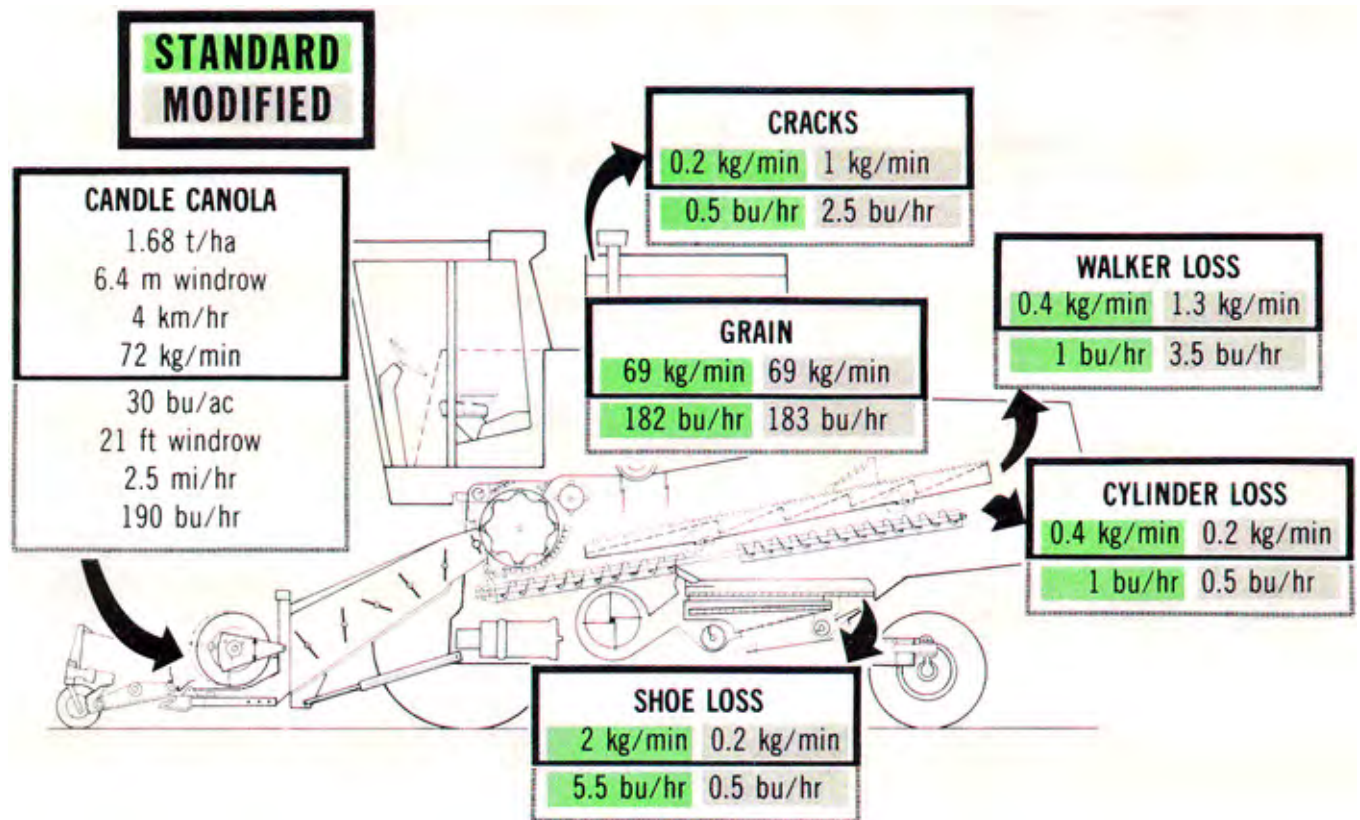 STANDARD
MODIFIED
CANDLE CANOLA
1.68 t/ha
6.4 m windrow
4 km/hr
72 kg/min
30 bu/ac
21 ft windrow
2.5 mi/hr
190 bu/hr
CRACKS
0.2 kg/min 1 kg/min
0.5 bu/hr 2.5 bu/hr
GRAIN
69 kg/min 69 kg/min
182 bu/hr 183 bu/hr
WALKER LOSS
0.4 kg/min 1.3 kg/min
1 bu/hr 3.5 bu/hr
CYLINDER LOSS
0.4 kg/min 0.2 kg/min
1 bu/hr 0.5 bu/hr
SHOE LOSS
2 kg/min 0.2 kg/min
5.5 bu/hr 0.5 bu/hr